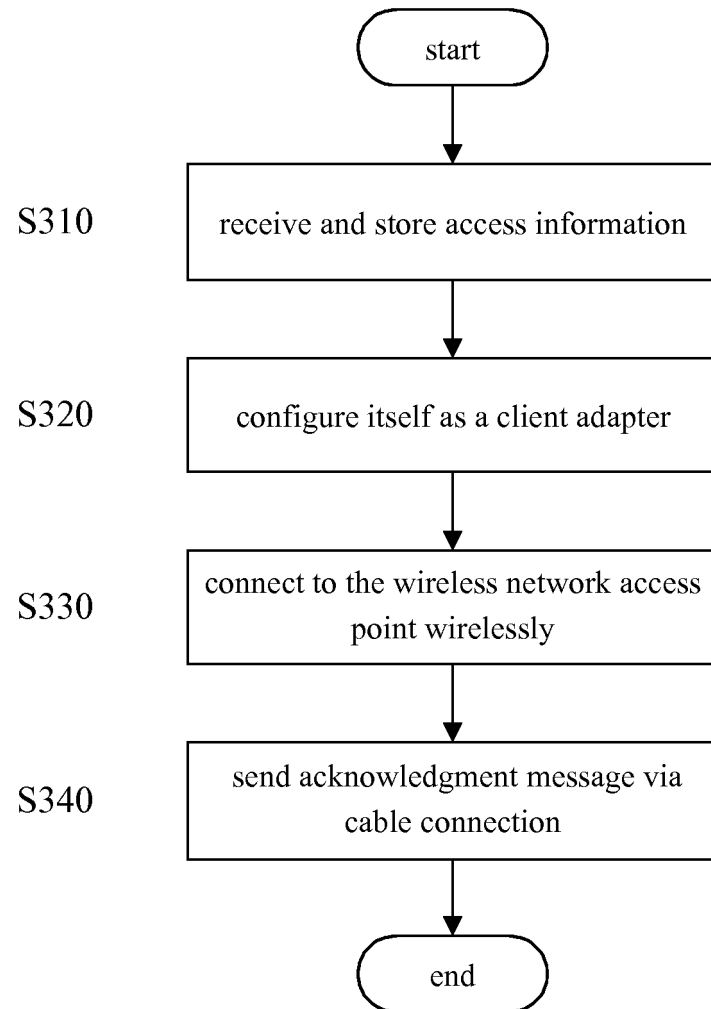 start
S310
receive and store access information
S320
configure itself as a client adapter
S330
connect to the wireless network access
point wirelessly
S340
send acknowledgment message via
cable connection
end